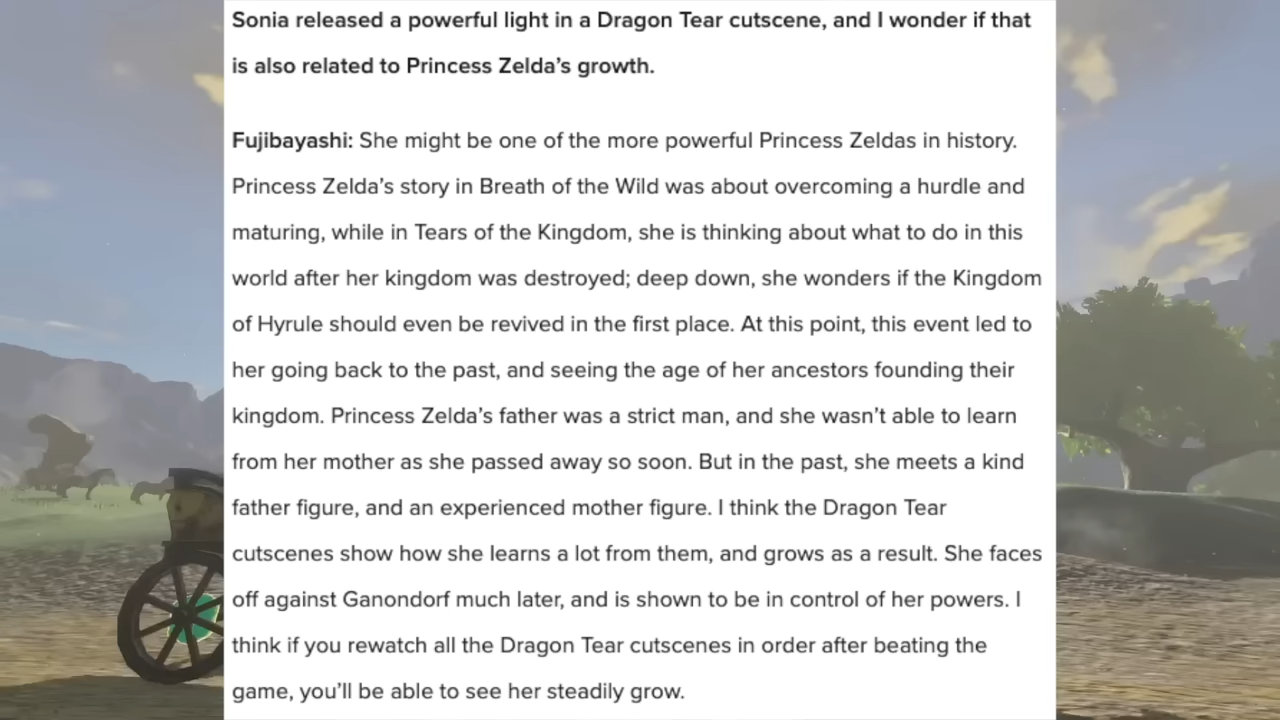 Sonia released a powerful light in a Dragon Tear cutscene, and I wonder if that
is also related to Princess Zelda’s growth.
Fujibayashi: She might be one of the more powerful Princess Zeldas in history.
Princess Zelda’s story in Breath of the Wild was about overcoming a hurdle and
maturing, while in Tears of the Kingdom, she is thinking about what to do in this
world after her kingdom was destroyed; deep down, she wonders if the Kingdom
of Hyrule should even be revived in the first place. At this point, this event led to
her going back to the past, and seeing the age of her ancestors founding their
kingdom. Princess Zelda’s father was a strict man, and she wasn’t able to learn
from her mother as she passed away so soon. But in the past, she meets a kind
father figure, and an experienced mother figure. I think the Dragon Tear
cutscenes show how she learns a lot from them, and grows as a result. She faces
off against Ganondorf much later, and is shown to be in control of her powers. I
think if you rewatch all the Dragon Tear cutscenes in order after beating the
game, you’ll be able to see her steadily grow.